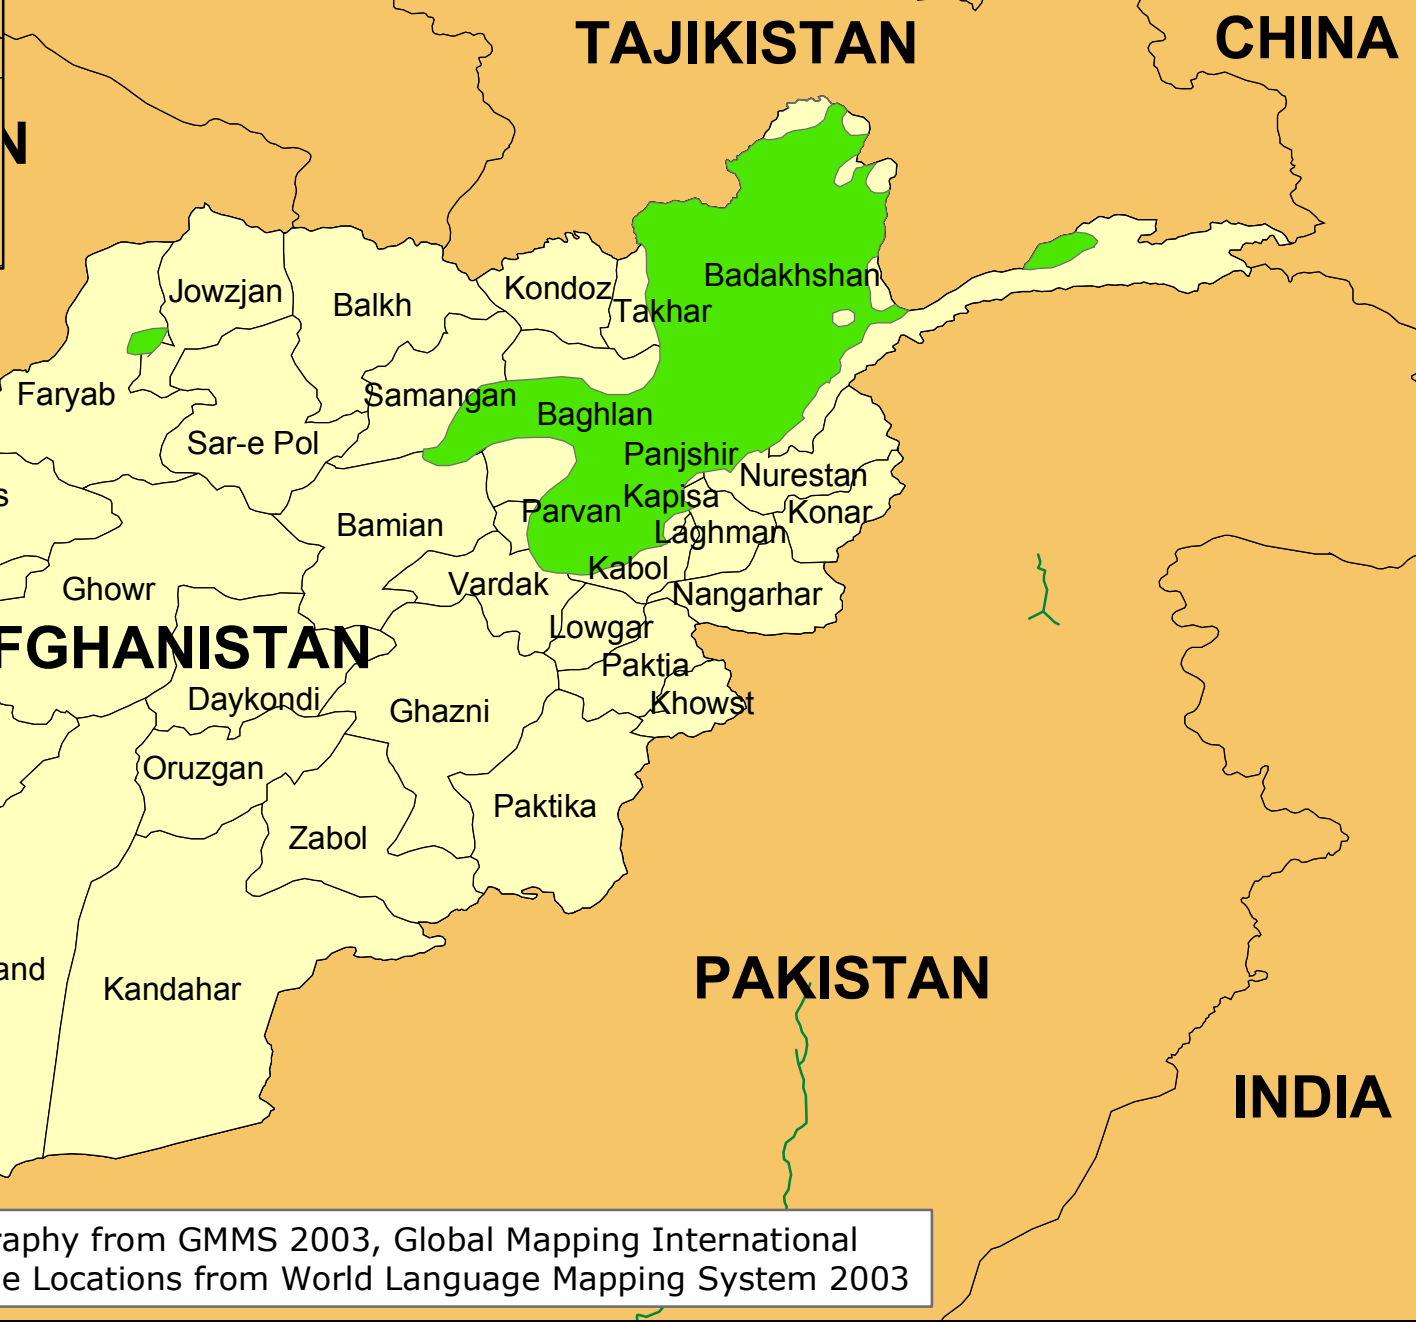 TAJIKISTAN
CHINA
N
Badakhshan
Jowzjan
Balkh
Kondoz
Takhar
Faryab
Samangan
Baghlan
Sar-e Pol
Panjshir
Nurestan
s
Bamian
Parvan
Kapisa
Konar
Laghman
Ghowr
Vardak
Kabol
Nangarhar
FGHANISTAN
Lowgar
Paktia
Daykondi
Ghazni
Khowst
Oruzgan
Paktika
Zabol
and
Kandahar
PAKISTAN
INDIA
raphy from GMMS 2003, Global Mapping International
e Locations from World Language Mapping System 2003